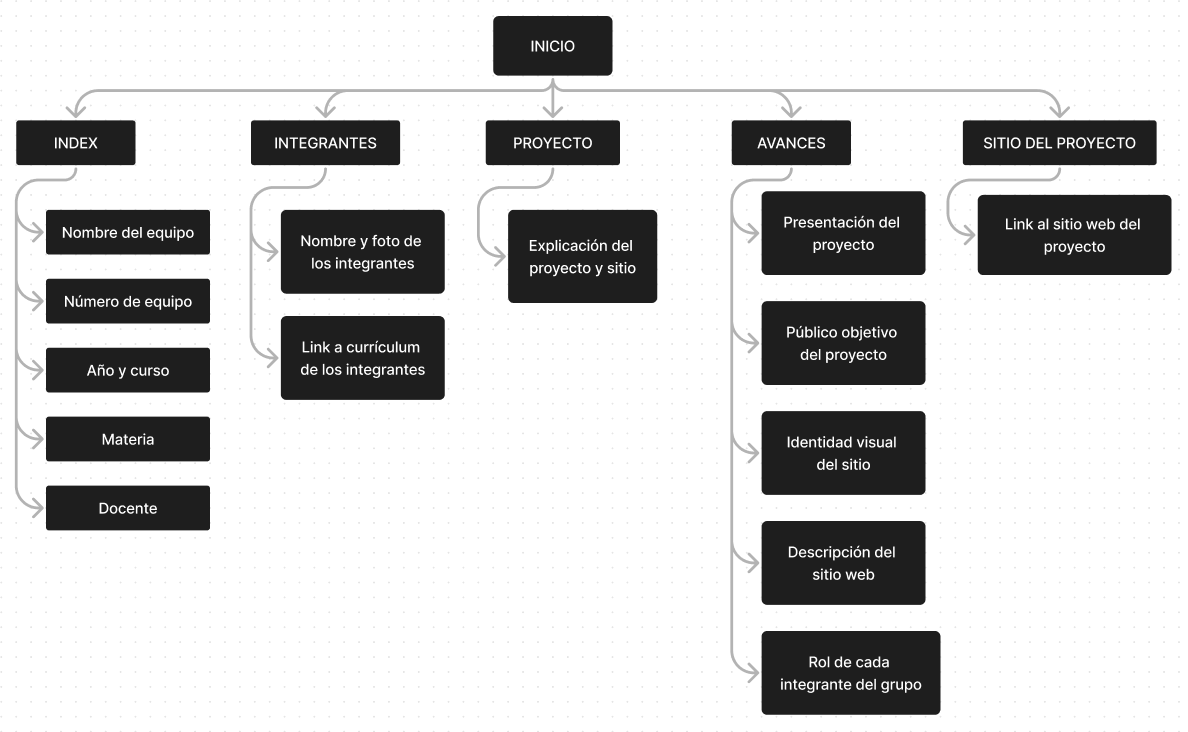 INICIO
INDEX
INTEGRANTES
PROYECTO
AVANCES
SITIO DEL PROYECTO
Nombre del equipo
Número de equipo
Año y curso
Materia
Docente
Nombre y foto de
los integrantes
Link a currículum
de los integrantes
Explicación del
proyecto y sitio
Presentación del
proyecto
Público objetivo
del proyecto
Identidad visual
del sitio
Descripción del
sitio web
Rol de cada
integrante del grupo
Link al sitio web del
proyecto